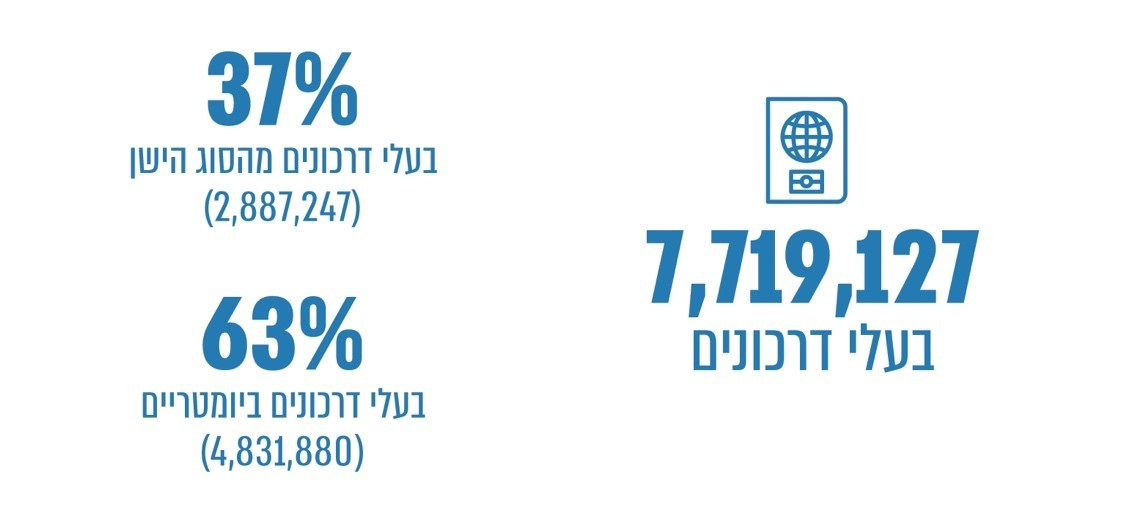 7,719,127
בעלי דרכונים
37%
בעלי דרכונים מהסוג הישן
(2,887,247)
63%
בעלי דרכונים ביומטריים
(4,831,880)